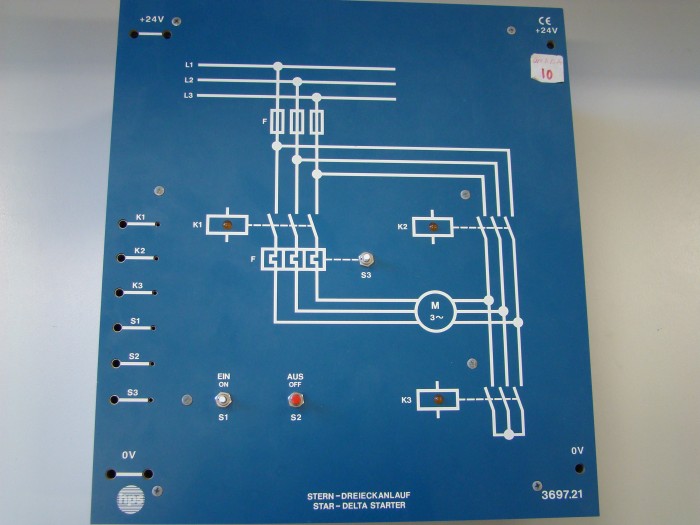 +24V
CE
+24V
10
L1
L2
L3
F
K1
K1
K2
K2
F
S3
K3
M
3~
S1
S2
EIN
ON
AUS
OFF
S3
K3
S1
S2
0V
0V
hps
STERN-DREIECKANLAUF
STAR-DELTA STARTER
3697.21